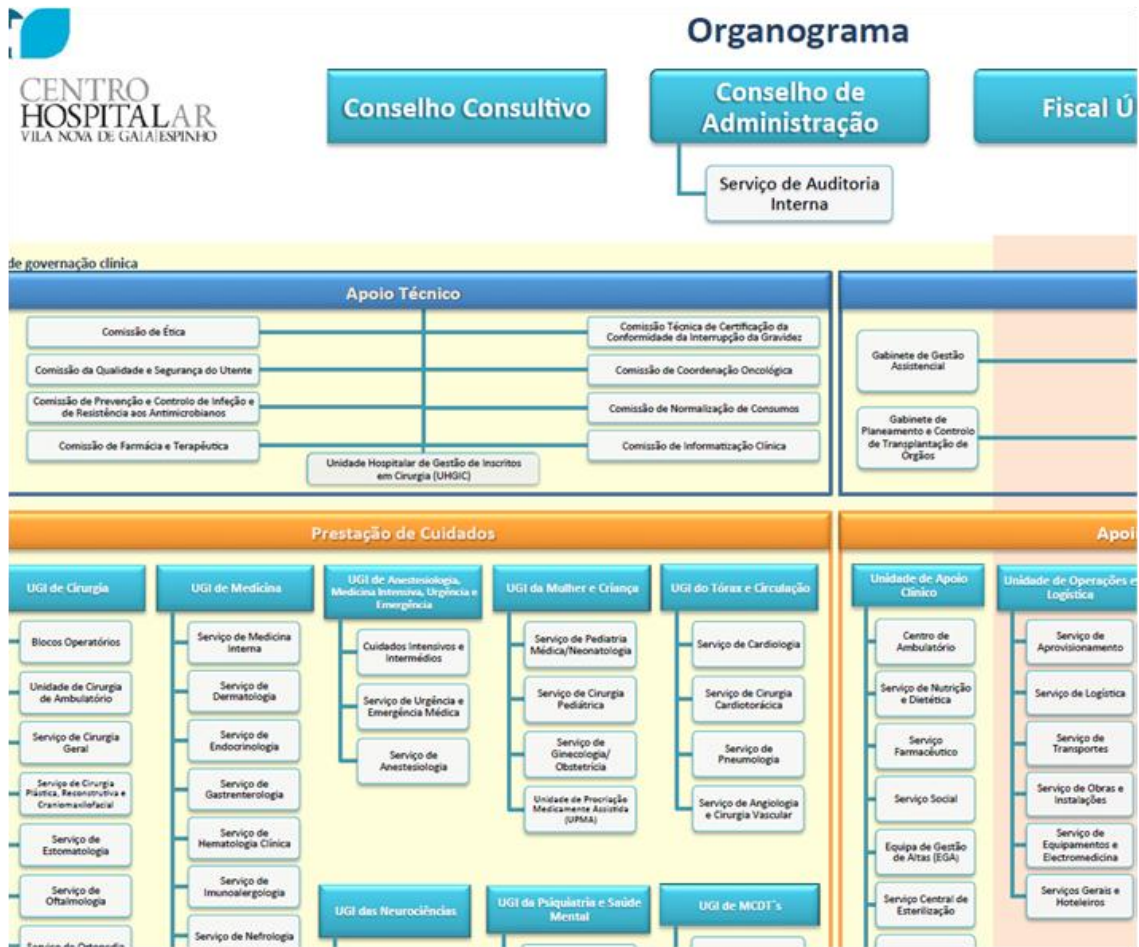 Organograma
CENTRO
HOSPITALAR
VILA NOVA DE GAIA|ESPINHO
Conselho Consultivo
Conselho de
Administração
Fiscal Ú
Serviço de Auditoria
Interna
de governação clínica
Apoio Técnico
Comissão de Ética
Comissão da Qualidade e Segurança do Utente
Comissão de Prevenção e Controlo de Infeção e
de Resistência aos Antimicrobianos
Comissão de Farmácia e Terapêutica
Comissão Técnica de Certificação da
Conformidade da Interrupção da Gravidez
Comissão de Coordenação Oncológica
Comissão de Normalização de Consumos
Comissão de Informatização Clínica
Unidade Hospitalar de Gestão de Inscritos
em Cirurgia (UHGIC)
Gabinete de Gestão
Assistencial
Gabinete de
Planeamento e Controlo
de Transplantação de
Órgãos
Prestação de Cuidados
UGI de Cirurgia
Blocos Operatórios
Unidade de Cirurgia
de Ambulatório
Serviço de Cirurgia
Geral
Serviço de Cirurgia
Plástica, Reconstrutiva e
Craniomaxilofacial
Serviço de
Estomatologia
Serviço de
Oftalmologia
Serviço de Ortopedia
UGI de Medicina
Serviço de Medicina
Interna
Serviço de
Dermatologia
Serviço de
Endocrinologia
Serviço de
Gastrenterologia
Serviço de
Hematologia Clínica
Serviço de
Imunoalergologia
Serviço de Nefrologia
UGI de Anestesiologia,
Medicina Intensiva, Urgência e
Emergência
Cuidados Intensivos e
Intermédios
Serviço de Urgência e
Emergência Médica
Serviço de
Anestesiologia
UGI da Mulher e Criança
Serviço de Pediatria
Médica/Neonatologia
Serviço de Cirurgia
Pediátrica
Serviço de
Ginecologia/
Obstetrícia
Unidade de Procriação
Medicamente Assistida
(UPMA)
UGI do Tórax e Circulação
Serviço de Cardiologia
Serviço de Cirurgia
Cardiotorácica
Serviço de
Pneumologia
Serviço de Angiologia
e Cirurgia Vascular
UGI das Neurociências
UGI da Psiquiatria e Saúde
Mental
UGI de MCDT´s
Apoi
Unidade de Apoio
Clínico
Centro de
Ambulatório
Serviço de Nutrição
e Dietética
Serviço
Farmacêutico
Serviço Social
Equipa de Gestão
de Altas (EGA)
Serviço Central de
Esterilização
Unidade de Operações e
Logística
Serviço de
Aprovisionamento
Serviço de Logística
Serviço de
Transportes
Serviço de Obras e
Instalações
Serviço de
Equipamentos e
Electromedicina
Serviços Gerais e
Hoteleiros